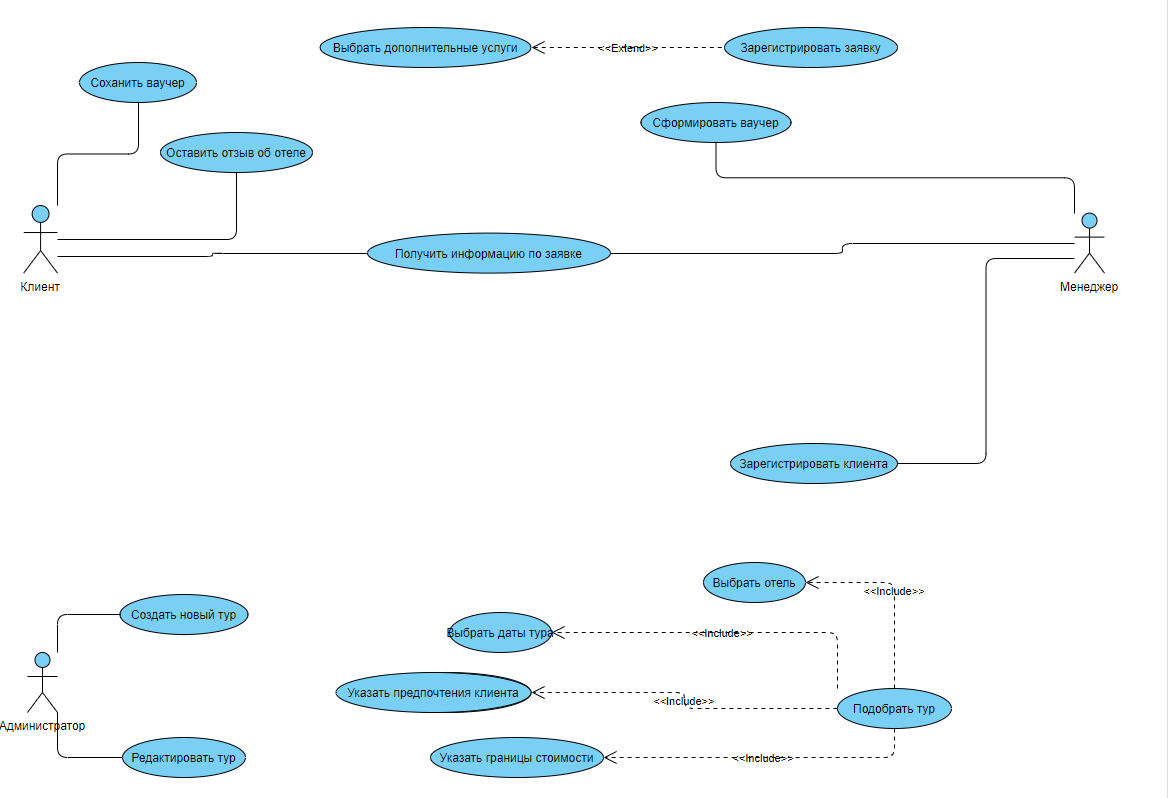 Выбрать дополнительные услуги
<<Extend>>
Зарегистрировать заявку
Соханить ваучер
Сформировать ваучер
Оставить отзыв об отеле
Получить информацию по заявке
Клиент
Менеджер
Зарегистрировать клиента
Выбрать отель
<<Include>>
Создать новый тур
Выбрать даты тура
<<Include>>
Указать предпочтения клиента
<<Include>>
Подобрать тур
Администратор
Редактировать тур
Указать границы стоимости
<<Include>>